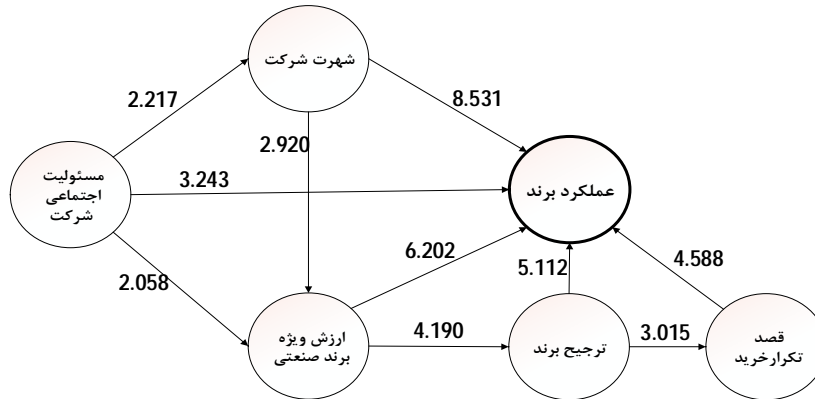 شهرت شرکت
2.217
8.531
2.920
مسئولیت
اجتماعی
شرکت
3.243
عملکرد برند
2.058
6.202
5.112
4.588
ارزش ویژه
برند صنعتی
4.190
ترجیح برند
3.015
قصد
تکرارخرید